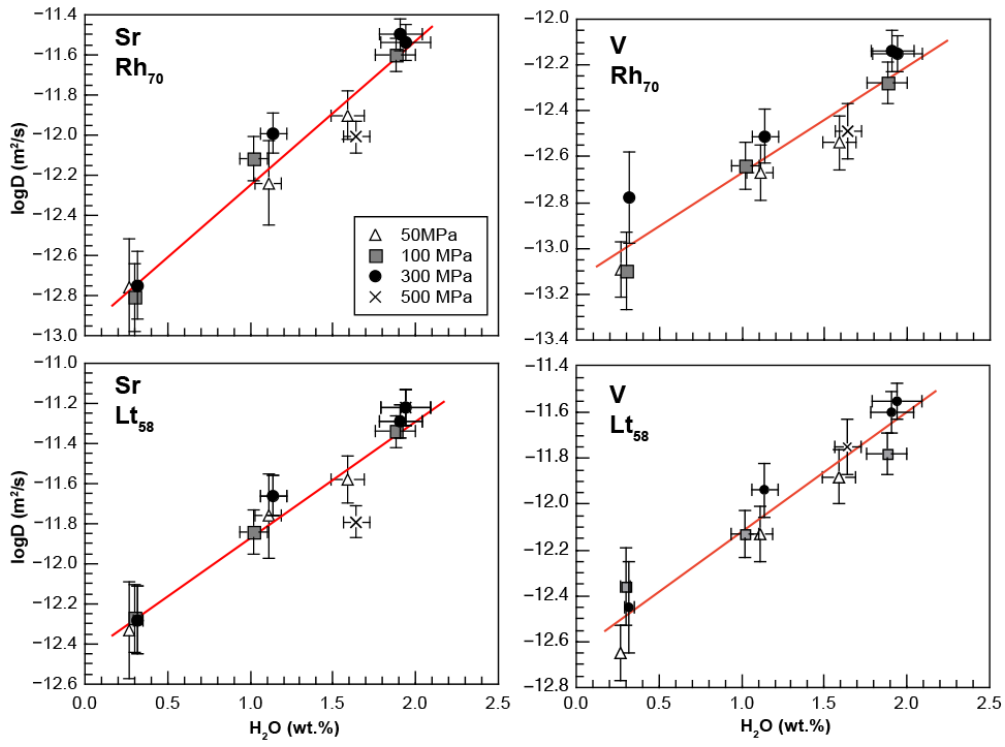 Sr
Rh70
logD (m²/s)
−11.4
−11.6
−11.8
−12.0
−12.2
−12.4
−12.6
−12.8
−13.0
50MPa
100 MPa
300 MPa
500 MPa
V
Rh70
−12.0
−12.2
−12.4
−12.6
−12.8
−13.0
−13.2
−13.4
Sr
Lt58
logD (m²/s)
−11.0
−11.2
−11.4
−11.6
−11.8
−12.0
−12.2
−12.4
−12.6
0.0 0.5 1.0 1.5 2.0 2.5
H2O (wt.%)
V
Lt58
−11.4
−11.6
−11.8
−12.0
−12.2
−12.4
−12.6
−12.8
0.0 0.5 1.0 1.5 2.0 2.5
H2O (wt.%)